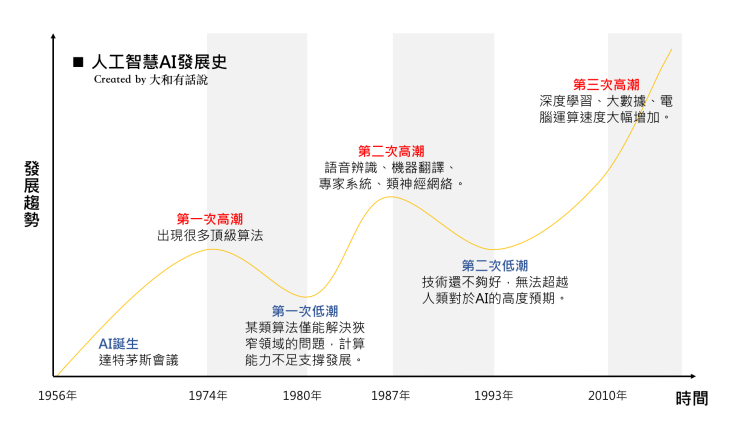 ■ 人工智慧AI發展史
Created by 大和有話說
發展趨勢
第三次高潮
深度學習、大數據、電
腦運算速度大幅增加。
第二次高潮
語音辨識、機器翻譯、
專家系統、類神經網絡。
第一次高潮
出現很多頂級算法
第二次低潮
技術還不夠好，無法超越
人類對於AI的高度預期。
第一次低潮
某類算法僅能解決狹
窄領域的問題，計算
能力不足支撐發展。
AI誕生
達特茅斯會議
1956年
1974年
1980年
1987年
1993年
2010年
時間